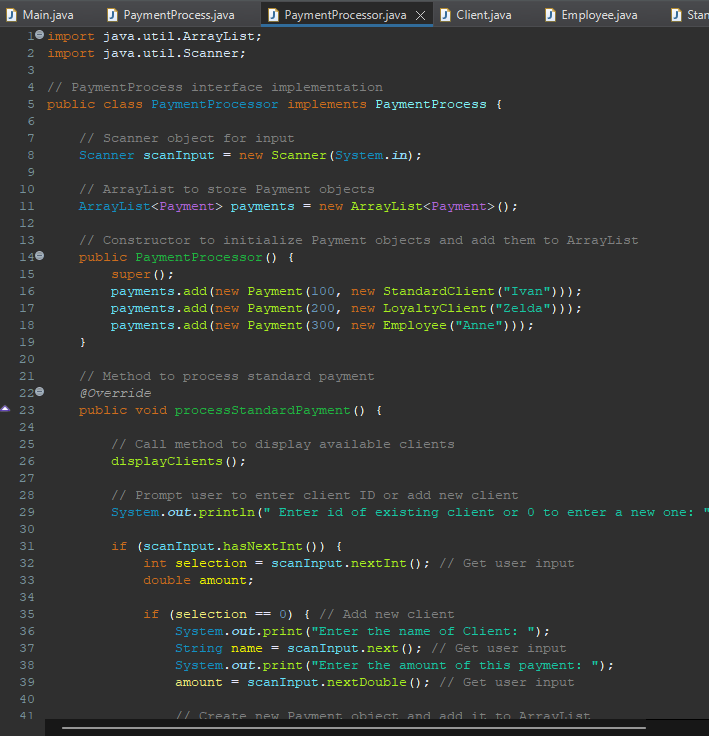 Main.java PaymentProcess.java PaymentProcessor.java Client.java Employee.java Stan
1 import java.util.ArrayList;
2 import java.util.Scanner;
3
4 // PaymentProcess interface implementation
5 public class PaymentProcessor implements PaymentProcess {
6
7 // Scanner object for input
8 Scanner scanInput = new Scanner(System.in);
9
10 // ArrayList to store Payment objects
11 ArrayList<Payment> payments = new ArrayList<Payment>();
12
13 // Constructor to initialize Payment objects and add them to ArrayList
14 public PaymentProcessor() {
15 super();
16 payments.add(new Payment(100, new StandardClient("Ivan")));
17 payments.add(new Payment(200, new LoyaltyClient("Zelda")));
18 payments.add(new Payment(300, new Employee("Anne")));
19 }
20
21 // Method to process standard payment
22 @Override
23 public void processStandardPayment() {
24
25 // Call method to display available clients
26 displayClients();
27
28 // Prompt user to enter client ID or add new client
29 System.out.println(" Enter id of existing client or 0 to enter a new one: "
30
31 if (scanInput.hasNextInt()) {
32 int selection = scanInput.nextInt(); // Get user input
33 double amount;
34
35 if (selection == 0) { // Add new client
36 System.out.print("Enter the name of Client: ");
37 String name = scanInput.next(); // Get user input
38 System.out.print("Enter the amount of this payment: ");
39 amount = scanInput.nextDouble(); // Get user input
40
41 // Create new Payment object and add it to ArrayList